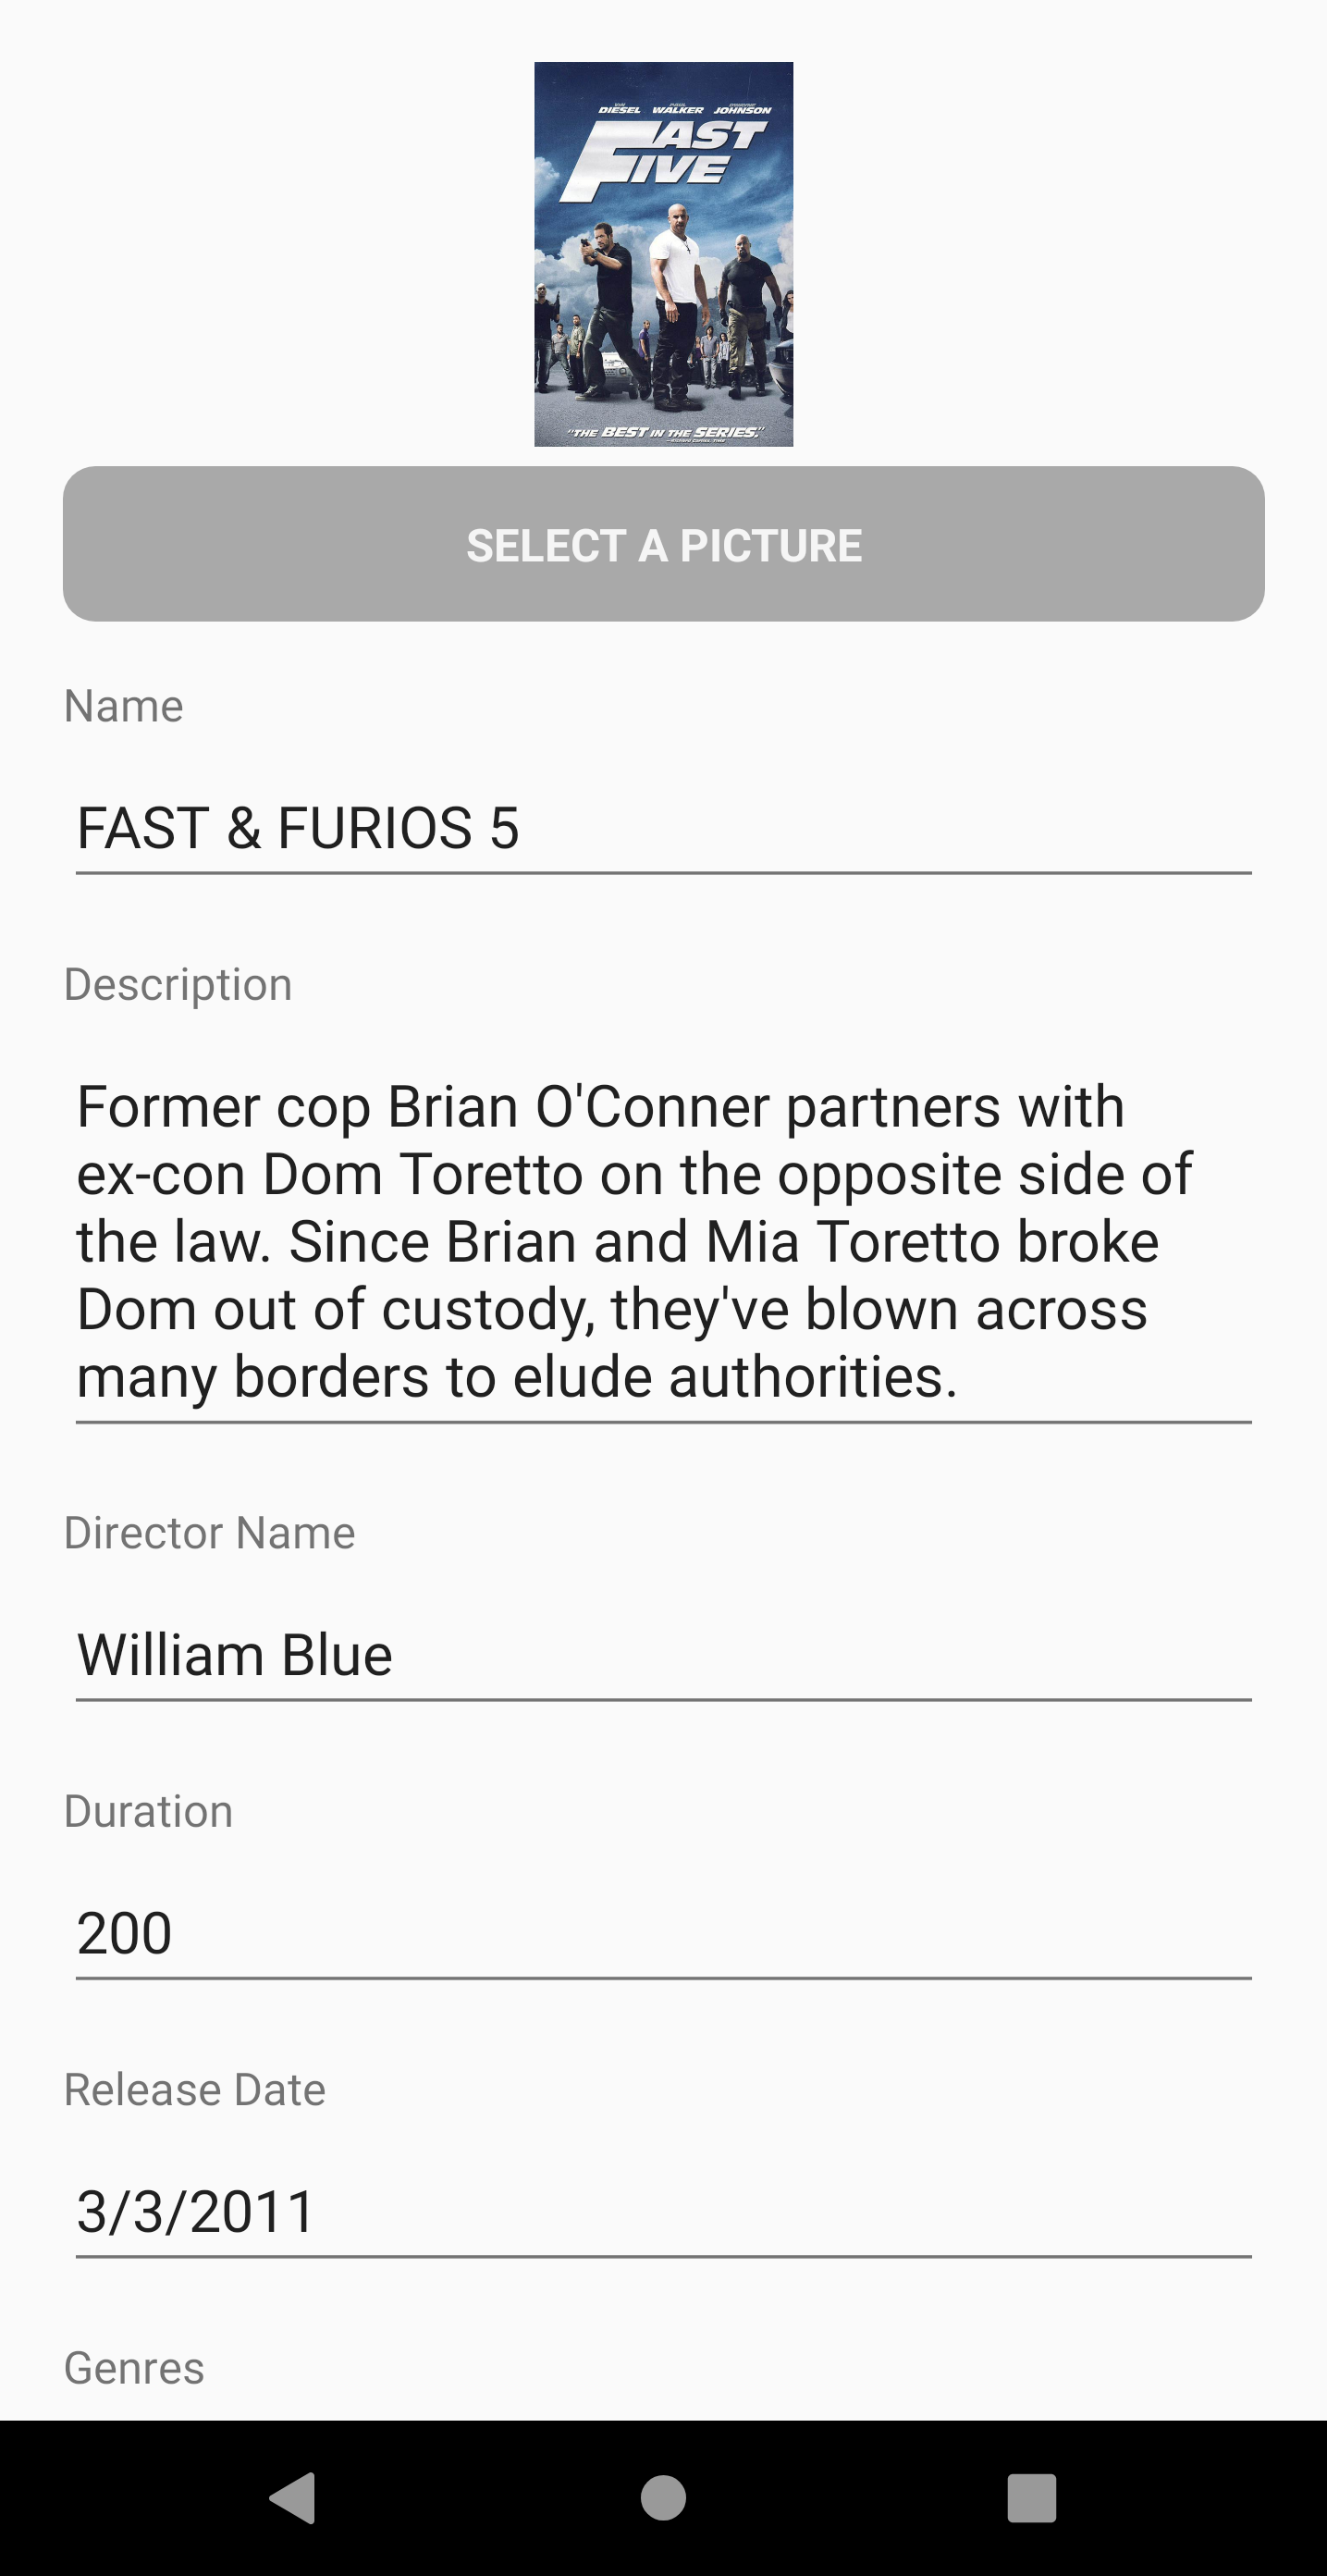 DIESEL WALKER JOHNSON
FAST
FIVE
"THE BEST IN THE SERIES."
SELECT A PICTURE
Name
FAST & FURIOS 5
Description
Former cop Brian O'Conner partners with
ex-con Dom Toretto on the opposite side of
the law. Since Brian and Mia Toretto broke
Dom out of custody, they've blown across
many borders to elude authorities.
Director Name
William Blue
Duration
200
Release Date
3/3/2011
Genres